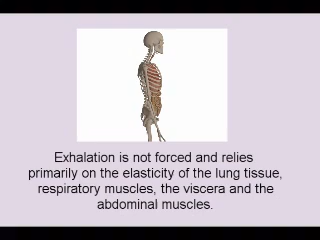 Exhalation is not forced and relies
primarily on the elasticity of the lung tissue,
respiratory muscles, the viscera and the
abdominal muscles.